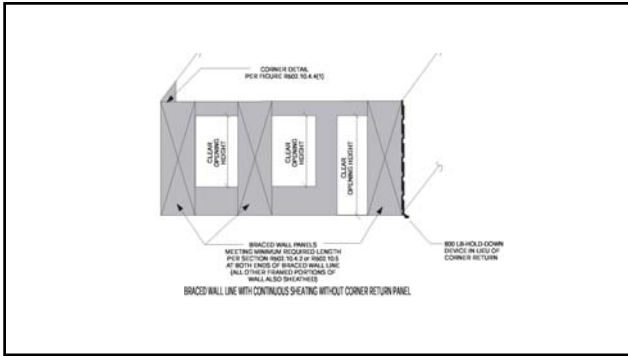 CORNER DETAIL
PER FIGURE R602.10.4.4(1)
CLEAR
OPENING
HEIGHT
CLEAR
OPENING
HEIGHT
CLEAR
OPENING HEIGHT
BRACED WALL PANELS
MEETING MINIMUM REQUIRED LENGTH
PER SECTION R602.10.4.2 or R602.10.5
AT BOTH ENDS OF BRACED WALL LINE
(ALL OTHER FRAMED PORTIONS OF
WALL ALSO SHEATHED)
800 LB-HOLD-DOWN
DEVICE IN LIEU OF
CORNER RETURN
BRACED WALL LINE WITH CONTINUOUS SHEATING WITHOUT CORNER RETURN PANEL